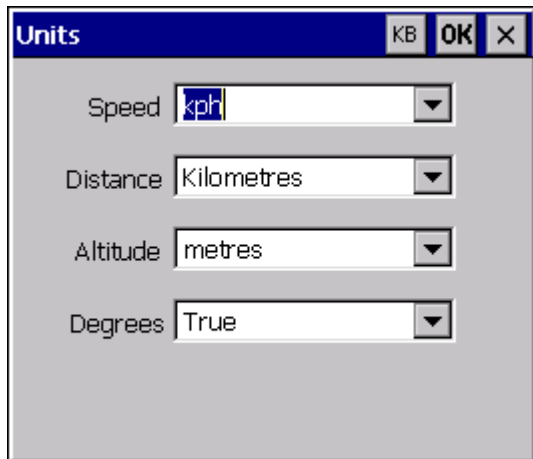 Units KB OK ×
Speed kph
Distance Kilometres
Altitude metres
Degrees True